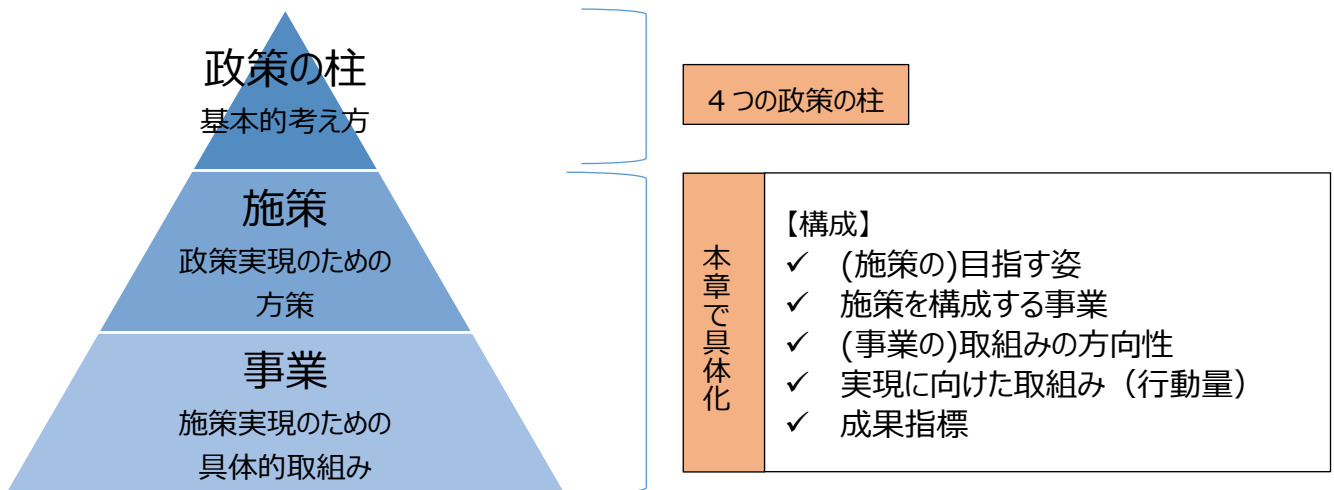 政策の柱
基本的考え方
施策
政策実現のための
方策
事業
施策実現のための
具体的取組み
４つの政策の柱
本章で具体化
【構成】
✓ (施策の)目指す姿
✓ 施策を構成する事業
✓ (事業の)取組みの方向性
✓ 実現に向けた取組み（行動量）
✓ 成果指標